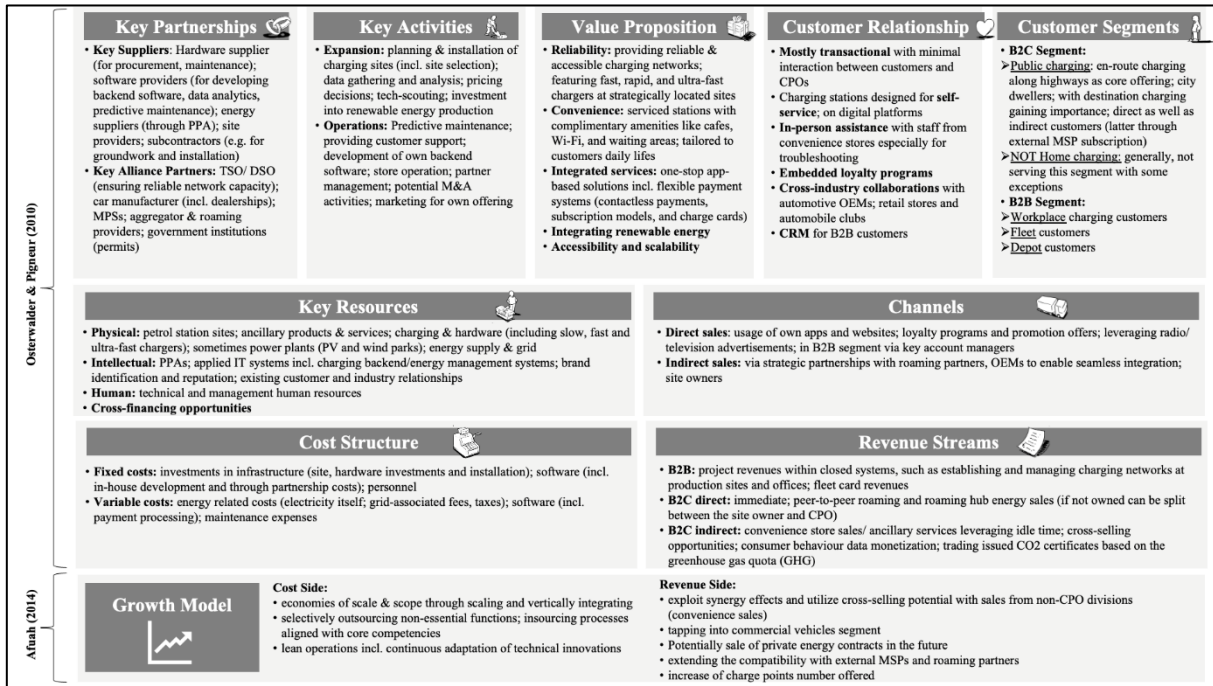 Osterwalder & Pigneur (2010)
Key Partnerships
• Key Suppliers: Hardware supplier
(for procurement, maintenance);
software providers (for developing
backend software, data analytics,
predictive maintenance); energy
suppliers (through PPA); site
providers; subcontractors (e.g. for
groundwork and installation)
• Key Alliance Partners: TSO/ DSO
(ensuring reliable network capacity);
car manufacturer (incl. dealerships);
MPSs; aggregator & roaming
providers; government institutions
(permits)
Key Activities
• Expansion: planning & installation of
charging sites (incl. site selection);
data gathering and analysis; pricing
decisions; tech-scouting; investment
into renewable energy production
• Operations: Predictive maintenance;
providing customer support;
development of own backend
software; store operation; partner
management; potential M&A
activities; marketing for own offering
Value Proposition
• Reliability: providing reliable &
accessible charging networks;
featuring fast, rapid, and ultra-fast
chargers at strategically located sites
• Convenience: serviced stations with
complimentary amenities like cafes,
Wi-Fi, and waiting areas; tailored to
customers daily lifes
• Integrated services: one-stop app-
based solutions incl. flexible payment
systems (contactless payments,
subscription models, and charge cards)
• Integrating renewable energy
• Accessibility and scalability
Customer Relationship
• Mostly transactional with minimal
interaction between customers and
CPOs
• Charging stations designed for self-
service; on digital platforms
• In-person assistance with staff from
convenience stores especially for
troubleshooting
• Embedded loyalty programs
• Cross-industry collaborations with
automotive OEMs; retail stores and
automobile clubs
• CRM for B2B customers
Customer Segments
• B2C Segment:
➢Public charging: en-route charging
along highways as core offering; city
dwellers; with destination charging
gaining importance; direct as well as
indirect customers (latter through
external MSP subscription)
➢NOT Home charging: generally, not
serving this segment with some
exceptions
• B2B Segment:
➢Workplace charging customers
➢Fleet customers
➢Depot customers
Key Resources
• Physical: petrol station sites; ancillary products & services; charging & hardware (including slow, fast and
ultra-fast chargers); sometimes power plants (PV and wind parks); energy supply & grid
• Intellectual: PPAs; applied IT systems incl. charging backend/energy management systems; brand
identification and reputation; existing customer and industry relationships
• Human: technical and management human resources
• Cross-financing opportunities
Channels
• Direct sales: usage of own apps and websites; loyalty programs and promotion offers; leveraging radio/
television advertisements; in B2B segment via key account managers
• Indirect sales: via strategic partnerships with roaming partners, OEMs to enable seamless integration;
site owners
Cost Structure
• Fixed costs: investments in infrastructure (site, hardware investments and installation); software (incl.
in-house development and through partnership costs); personnel
• Variable costs: energy related costs (electricity itself; grid-associated fees, taxes); software (incl.
payment processing); maintenance expenses
Revenue Streams
• B2B: project revenues within closed systems, such as establishing and managing charging networks at
production sites and offices; fleet card revenues
• B2C direct: immediate; peer-to-peer roaming and roaming hub energy sales (if not owned can be split
between the site owner and CPO)
• B2C indirect: convenience store sales/ ancillary services leveraging idle time; cross-selling
opportunities; consumer behaviour data monetization; trading issued CO2 certificates based on the
greenhouse gas quota (GHG)
Afuah (2014)
Growth Model
Cost Side:
• economies of scale & scope through scaling and vertically integrating
• selectively outsourcing non-essential functions; insourcing processes
aligned with core competencies
• lean operations incl. continuous adaptation of technical innovations
Revenue Side:
• exploit synergy effects and utilize cross-selling potential with sales from non-CPO divisions
(convenience sales)
• tapping into commercial vehicles segment
• Potentially sale of private energy contracts in the future
• extending the compatibility with external MSPs and roaming partners
• increase of charge points number offered